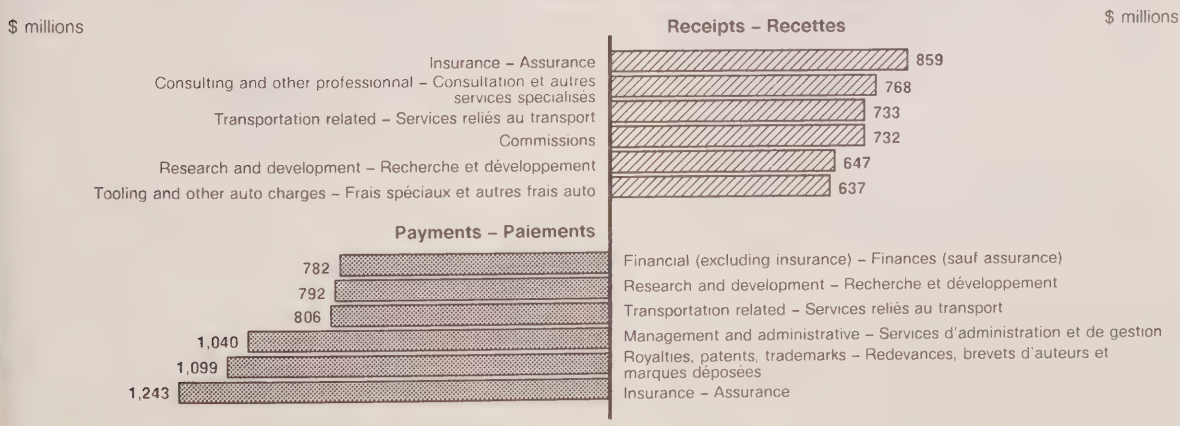 $ millions
$ millions
Receipts – Recettes
Insurance – Assurance
859
Consulting and other professionnal – Consultation et autres
services spécialisés
768
Transportation related – Services reliés au transport
733
Commissions
732
Research and development – Recherche et développement
647
Tooling and other auto charges – Frais spéciaux et autres frais auto
637
Payments – Paiements
782
Financial (excluding insurance) – Finances (sauf assurance)
792
Research and development – Recherche et développement
806
Transportation related – Services reliés au transport
1,040
Management and administrative – Services d'administration et de gestion
1,099
Royalties, patents, trademarks – Redevances, brevets d'auteurs et
marques déposées
1,243
Insurance – Assurance